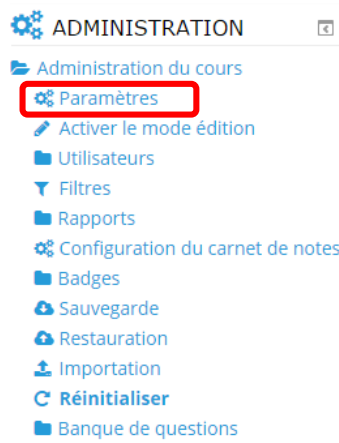 ADMINISTRATION
Administration du cours
Paramètres
Activer le mode édition
Utilisateurs
Filtres
Rapports
Configuration du carnet de notes
Badges
Sauvegarde
Restauration
Importation
Réinitialiser
Banque de questions